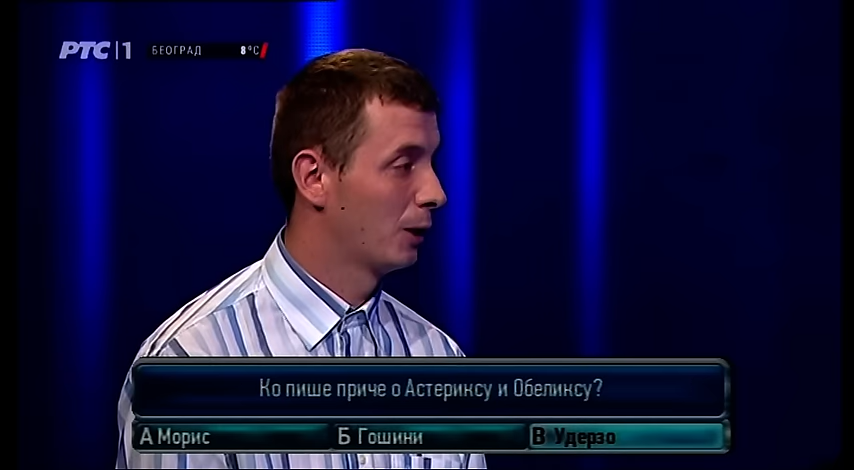 РТС|1 БЕОГРАД 8°C
Ко пише приче о Астериксу и Обеликсу?
А Морис Б Гошини В Удерзо